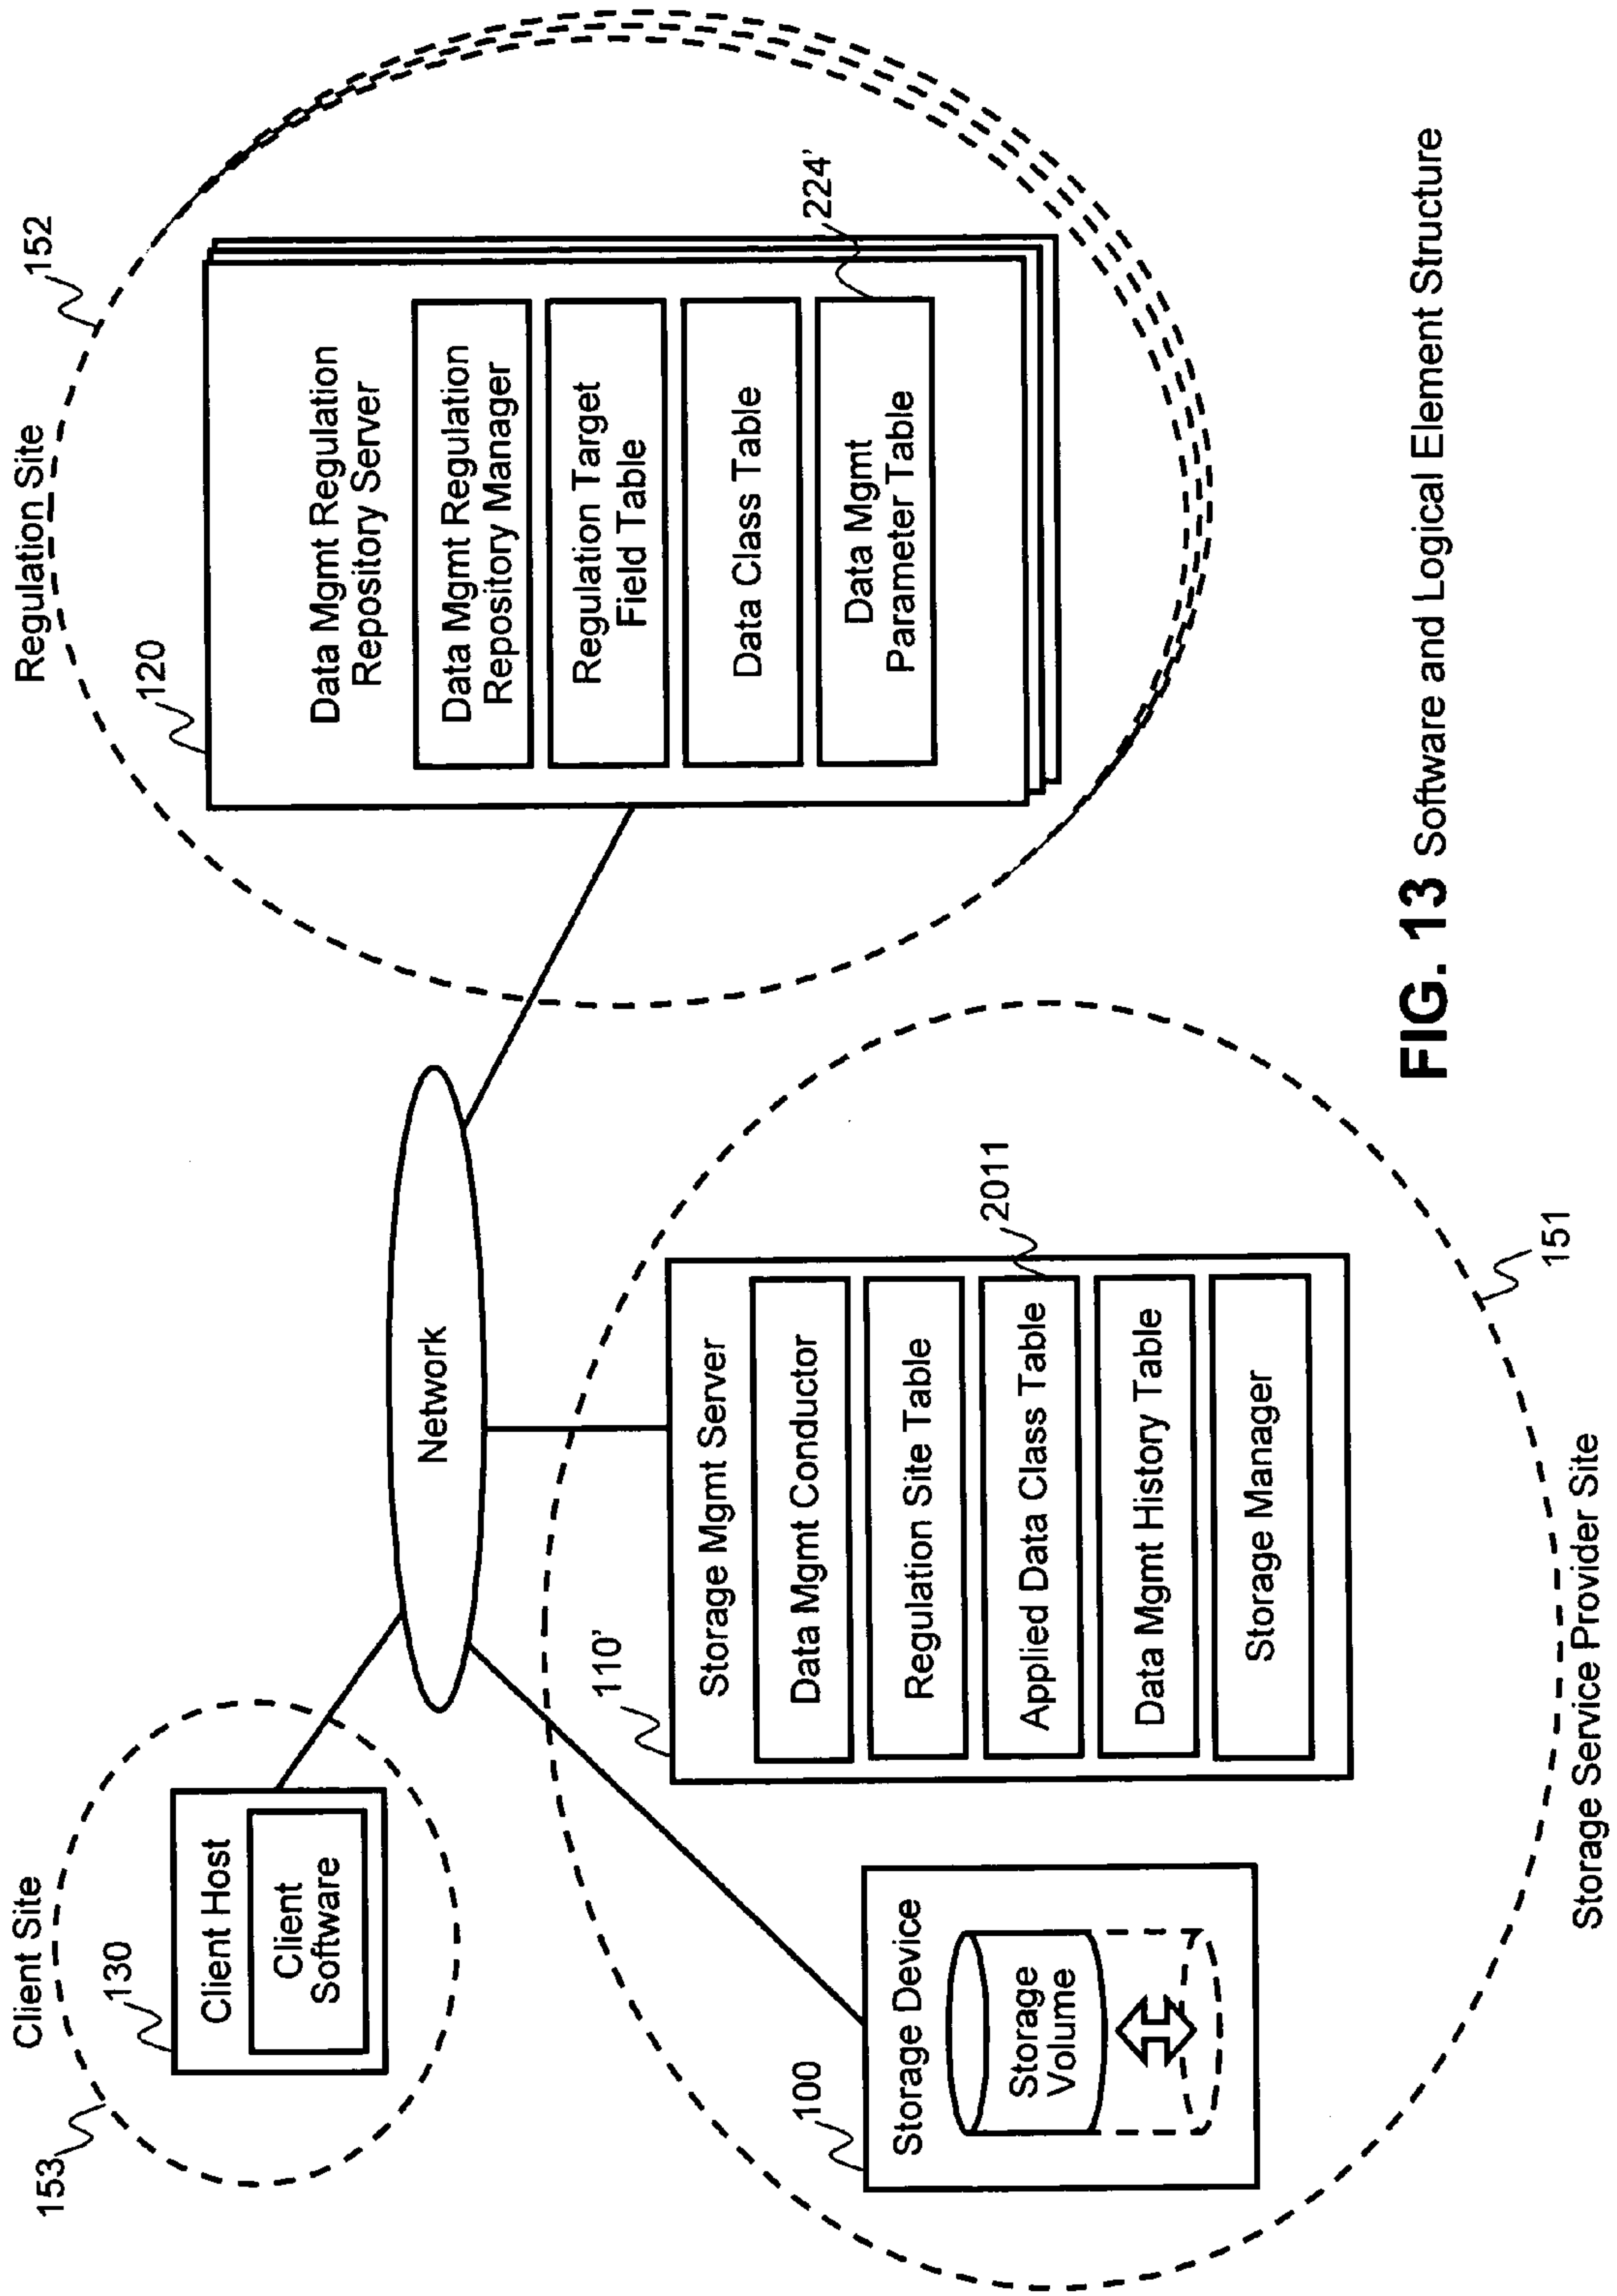 Client Site
153
130
Client Host
Client
Software
Regulation Site
152
120
Data Mgmt Regulation
Repository Server
Data Mgmt Regulation
Repository Manager
Regulation Target
Field Table
Data Class Table
Data Mgmt
Parameter Table
224'
Network
100
Storage Device
Storage
Volume
110'
Storage Mgmt Server
Data Mgmt Conductor
Regulation Site Table
Applied Data Class Table
2011
Data Mgmt History Table
Storage Manager
151
Storage Service Provider Site
FIG. 13 Software and Logical Element Structure